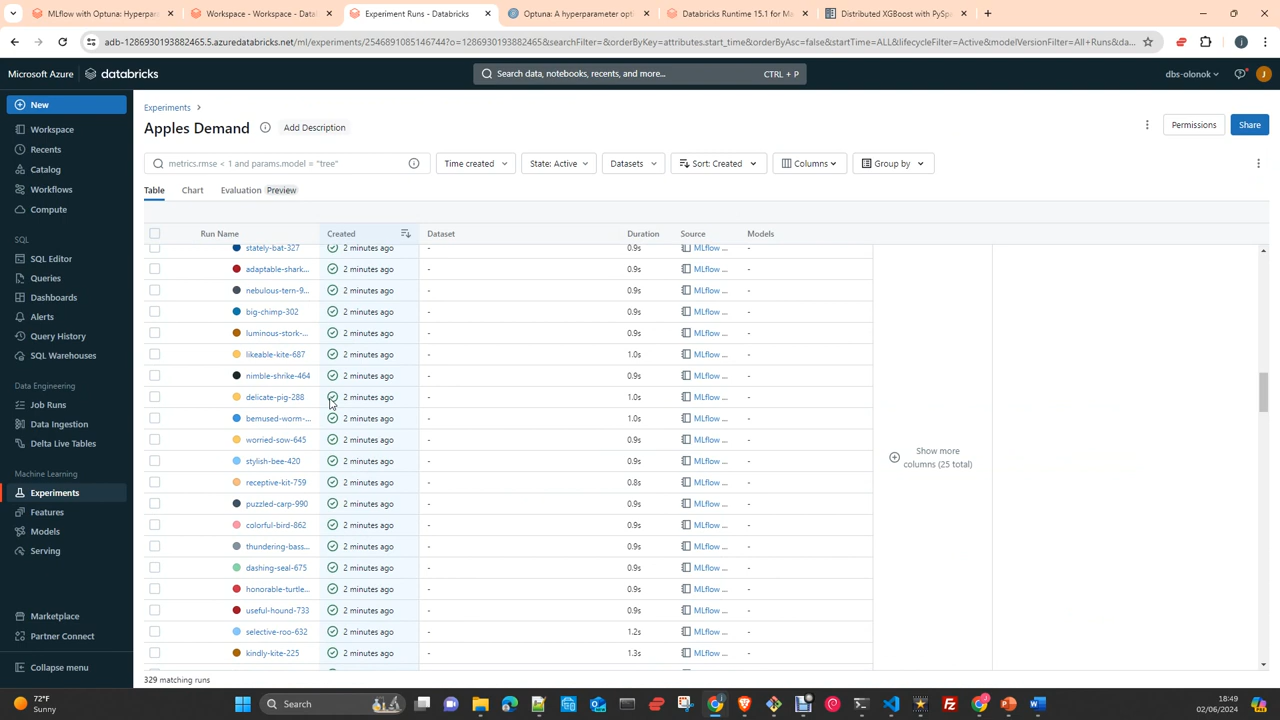 MLflow with Optuna: Hyperpar
Workspace - Workspace - Datab
Experiment Runs - Databricks
Optuna: A hyperparameter opti
Databricks Runtime 15.1 for M
Distributed XGBoost with PySp
adb-1286930193882465.5.azuredatabricks.net/ml/experiments/2546891085146744?o=1286930193882465&searchFilter=&orderByKey=attributes.start_time&orderByAsc=false&startTime=ALL&lifecycleFilter=Active&modelVersionFilter=All+Runs&da...
Microsoft Azure
databricks
Search data, notebooks, recents, and more...
CTRL + P
dbs-olonok
J
New
Workspace
Recents
Catalog
Workflows
Compute
SQL
SQL Editor
Queries
Dashboards
Alerts
Query History
SQL Warehouses
Data Engineering
Job Runs
Data Ingestion
Delta Live Tables
Machine Learning
Experiments
Features
Models
Serving
Marketplace
Partner Connect
Collapse menu
Experiments
Apples Demand
Add Description
Permissions
Share
metrics.rmse < 1 and params.model = "tree"
Time created
State: Active
Datasets
Sort: Created
Columns
Group by
Table
Chart
Evaluation
Preview
Run Name Created Dataset Duration Source Models
stately-bat-327 2 minutes ago - 0.9s MLflow ... -
adaptable-shark... 2 minutes ago - 0.9s MLflow ... -
nebulous-tern-9... 2 minutes ago - 0.9s MLflow ... -
big-chimp-302 2 minutes ago - 0.9s MLflow ... -
luminous-stork-... 2 minutes ago - 0.9s MLflow ... -
likeable-kite-687 2 minutes ago - 1.0s MLflow ... -
nimble-shrike-464 2 minutes ago - 0.9s MLflow ... -
delicate-pig-288 2 minutes ago - 1.0s MLflow ... -
bemused-worm-... 2 minutes ago - 1.0s MLflow ... -
worried-sow-645 2 minutes ago - 0.9s MLflow ... -
stylish-bee-420 2 minutes ago - 0.9s MLflow ... -
receptive-kit-759 2 minutes ago - 0.8s MLflow ... -
puzzled-carp-990 2 minutes ago - 0.9s MLflow ... -
colorful-bird-862 2 minutes ago - 0.9s MLflow ... -
thundering-bass... 2 minutes ago - 0.9s MLflow ... -
dashing-seal-675 2 minutes ago - 0.9s MLflow ... -
honorable-turtle... 2 minutes ago - 0.9s MLflow ... -
useful-hound-733 2 minutes ago - 0.9s MLflow ... -
selective-roo-632 2 minutes ago - 1.2s MLflow ... -
kindly-kite-225 2 minutes ago - 1.3s MLflow ... -
Show more
columns (25 total)
329 matching runs
72°F
Sunny
Search
18:49
02/06/2024